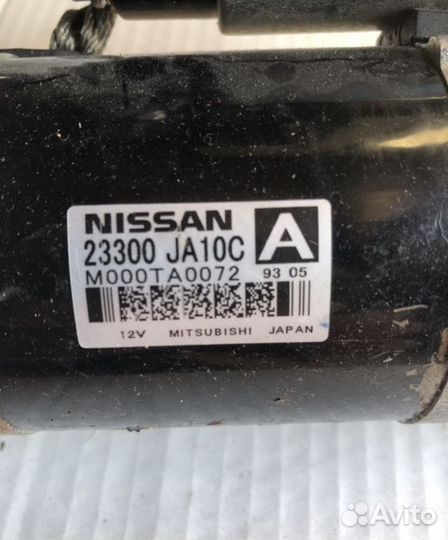 NISSAN
23300 JA10C
A
M000TA0072
93 05
12V MITSUBISHI JAPAN
Avito